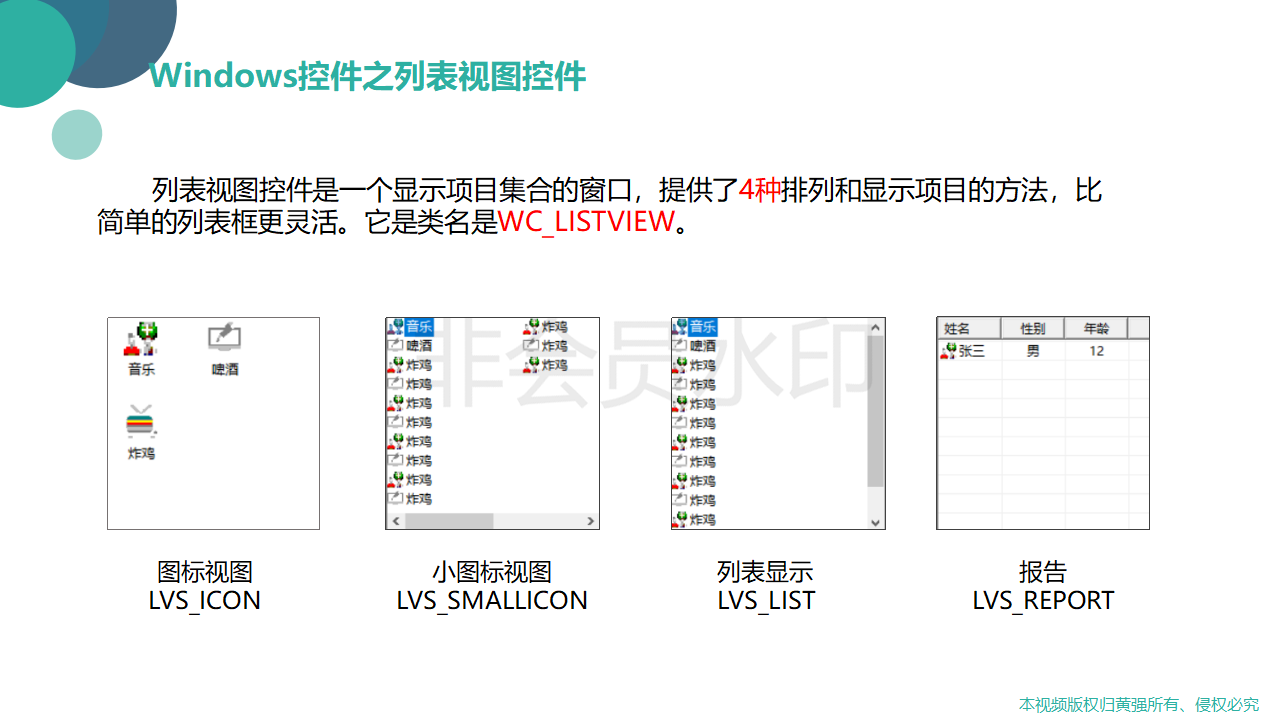 Windows控件之列表视图控件
列表视图控件是一个显示项目集合的窗口，提供了4种排列和显示项目的方法，比
简单的列表框更灵活。它是类名是WC_LISTVIEW。
非会员水印
音乐
啤酒
炸鸡
音乐
啤酒
炸鸡
炸鸡
炸鸡
炸鸡
炸鸡
炸鸡
炸鸡
炸鸡
炸鸡
炸鸡
炸鸡
音乐
啤酒
炸鸡
炸鸡
炸鸡
炸鸡
炸鸡
炸鸡
炸鸡
炸鸡
炸鸡
姓名 性别 年龄
张三 男 12
图标视图
LVS_ICON
小图标视图
LVS_SMALLICON
列表显示
LVS_LIST
报告
LVS_REPORT
本视频版权归黄强所有、侵权必究